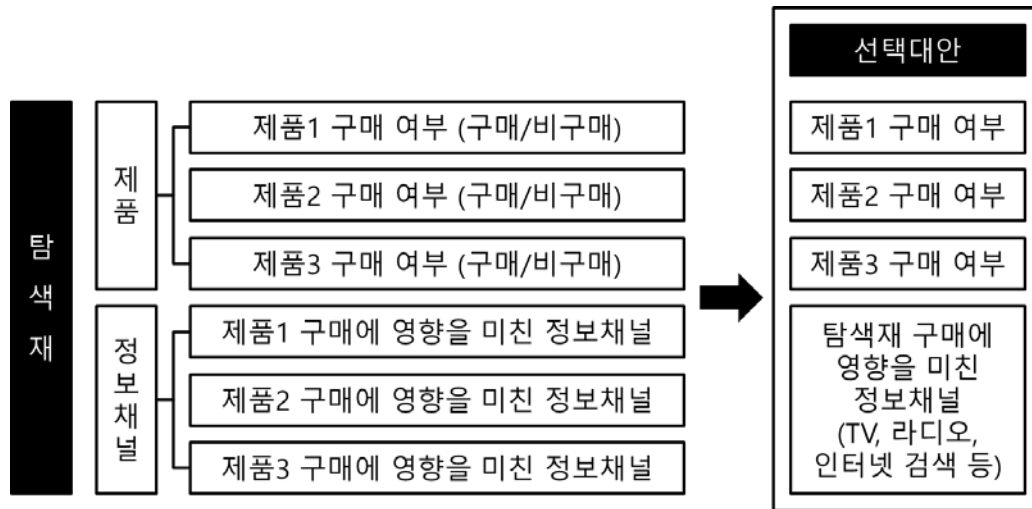 선택대안
탐색재
제품
제품1 구매 여부 (구매/비구매)
제품2 구매 여부 (구매/비구매)
제품3 구매 여부 (구매/비구매)
정보채널
제품1 구매에 영향을 미친 정보채널
제품2 구매에 영향을 미친 정보채널
제품3 구매에 영향을 미친 정보채널
제품1 구매 여부
제품2 구매 여부
제품3 구매 여부
탐색재 구매에
영향을 미친
정보채널
(TV, 라디오,
인터넷 검색 등)